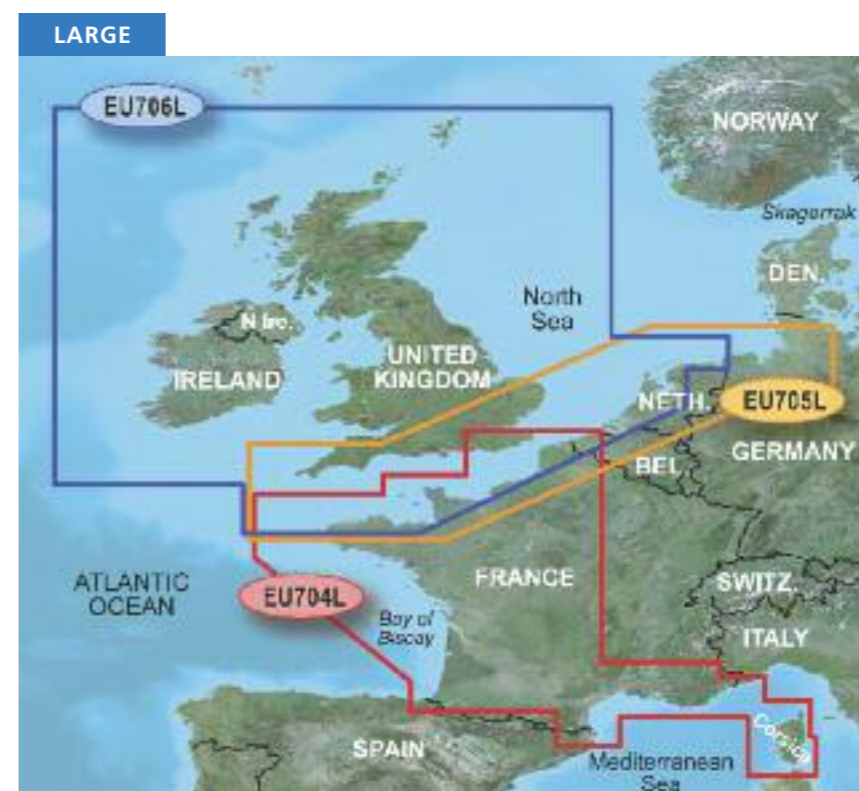 LARGE
EU706L
NORWAY
Skagerrak
DEN.
North
Sea
N Ire.
UNITED
KINGDOM
IRELAND
NETH.
EU705L
BEL
GERMANY
ATLANTIC
OCEAN
EU704L
FRANCE
SWITZ.
Bay of
Biscay
ITALY
Corsica
SPAIN
Mediterranean
Sea